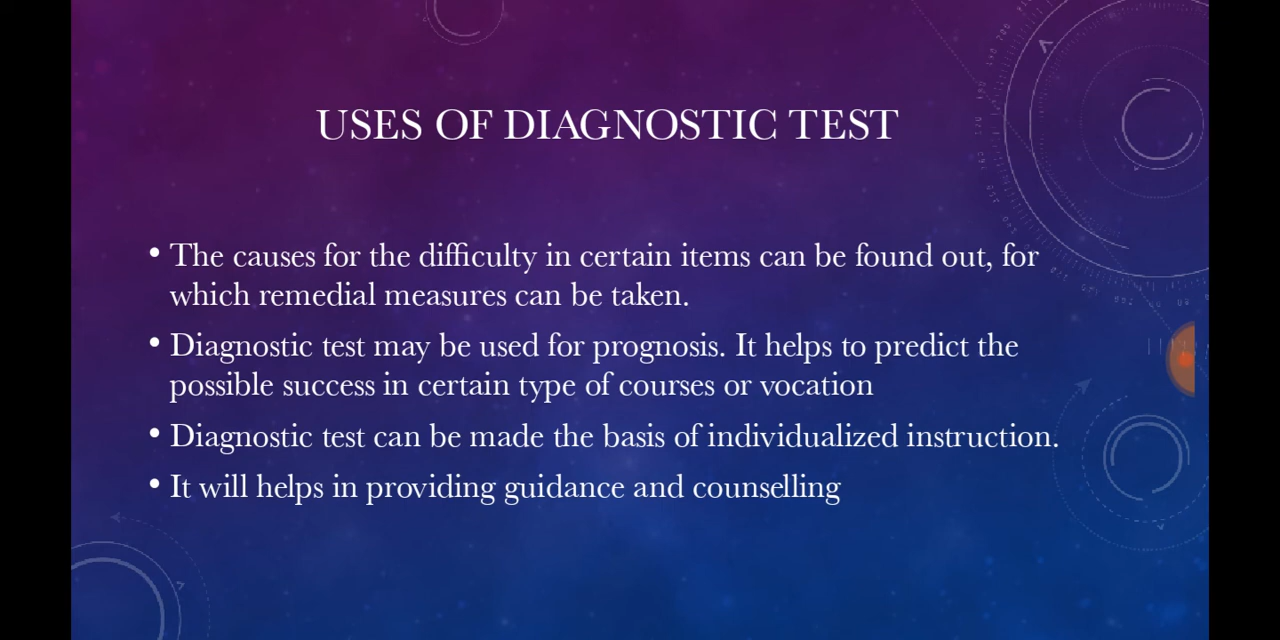 USES OF DIAGNOSTIC TEST
• The causes for the difficulty in certain items can be found out, for
which remedial measures can be taken.
• Diagnostic test may be used for prognosis. It helps to predict the
possible success in certain type of courses or vocation
• Diagnostic test can be made the basis of individualized instruction.
• It will helps in providing guidance and counselling